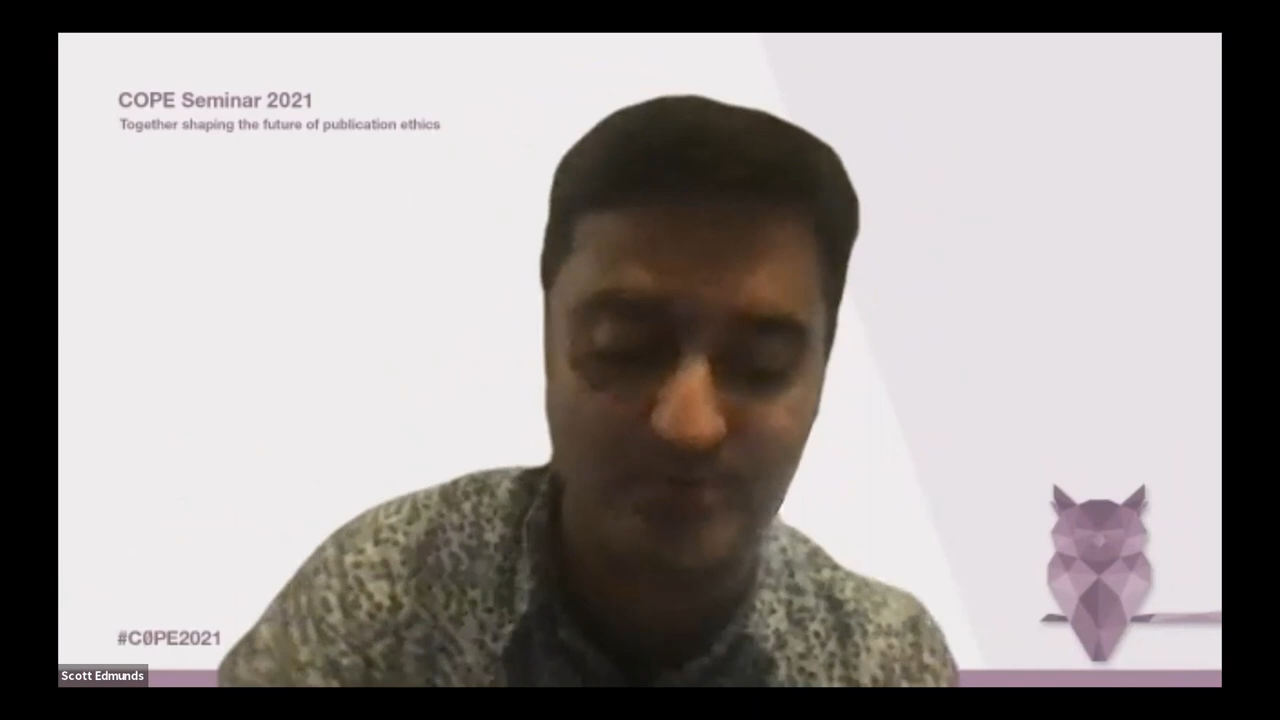 COPE Seminar 2021
Together shaping the future of publication ethics
#C0PE2021
Scott Edmunds